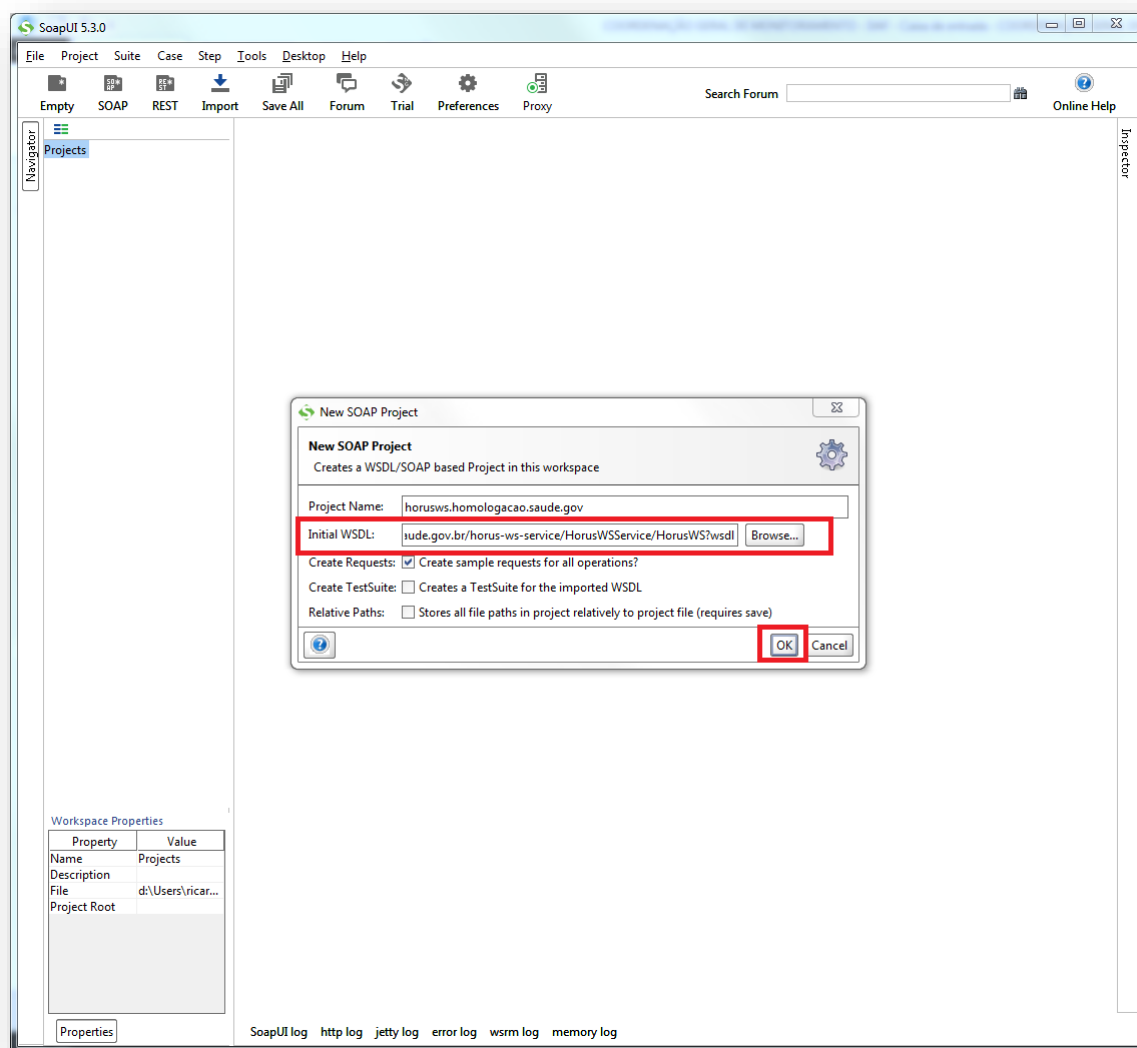 SoapUI 5.3.0
File Project Suite Case Step Tools Desktop Help
Empty SOAP REST Import Save All Forum Trial Preferences Proxy Search Forum Online Help
Navigator
Projects
Inspector
New SOAP Project
New SOAP Project
Creates a WSDL/SOAP based Project in this workspace
Project Name: horusws.homologacao.saude.gov
Initial WSDL: aude.gov.br/horus-ws-service/HorusWSService/HorusWS?wsdl Browse...
Create Requests: Create sample requests for all operations?
Create TestSuite: Creates a TestSuite for the imported WSDL
Relative Paths: Stores all file paths in project relatively to project file (requires save)
OK Cancel
Workspace Properties
Property Value
Name Projects
Description
File d:\Users\ricar...
Project Root
Properties
SoapUI log http log jetty log error log wsrm log memory log